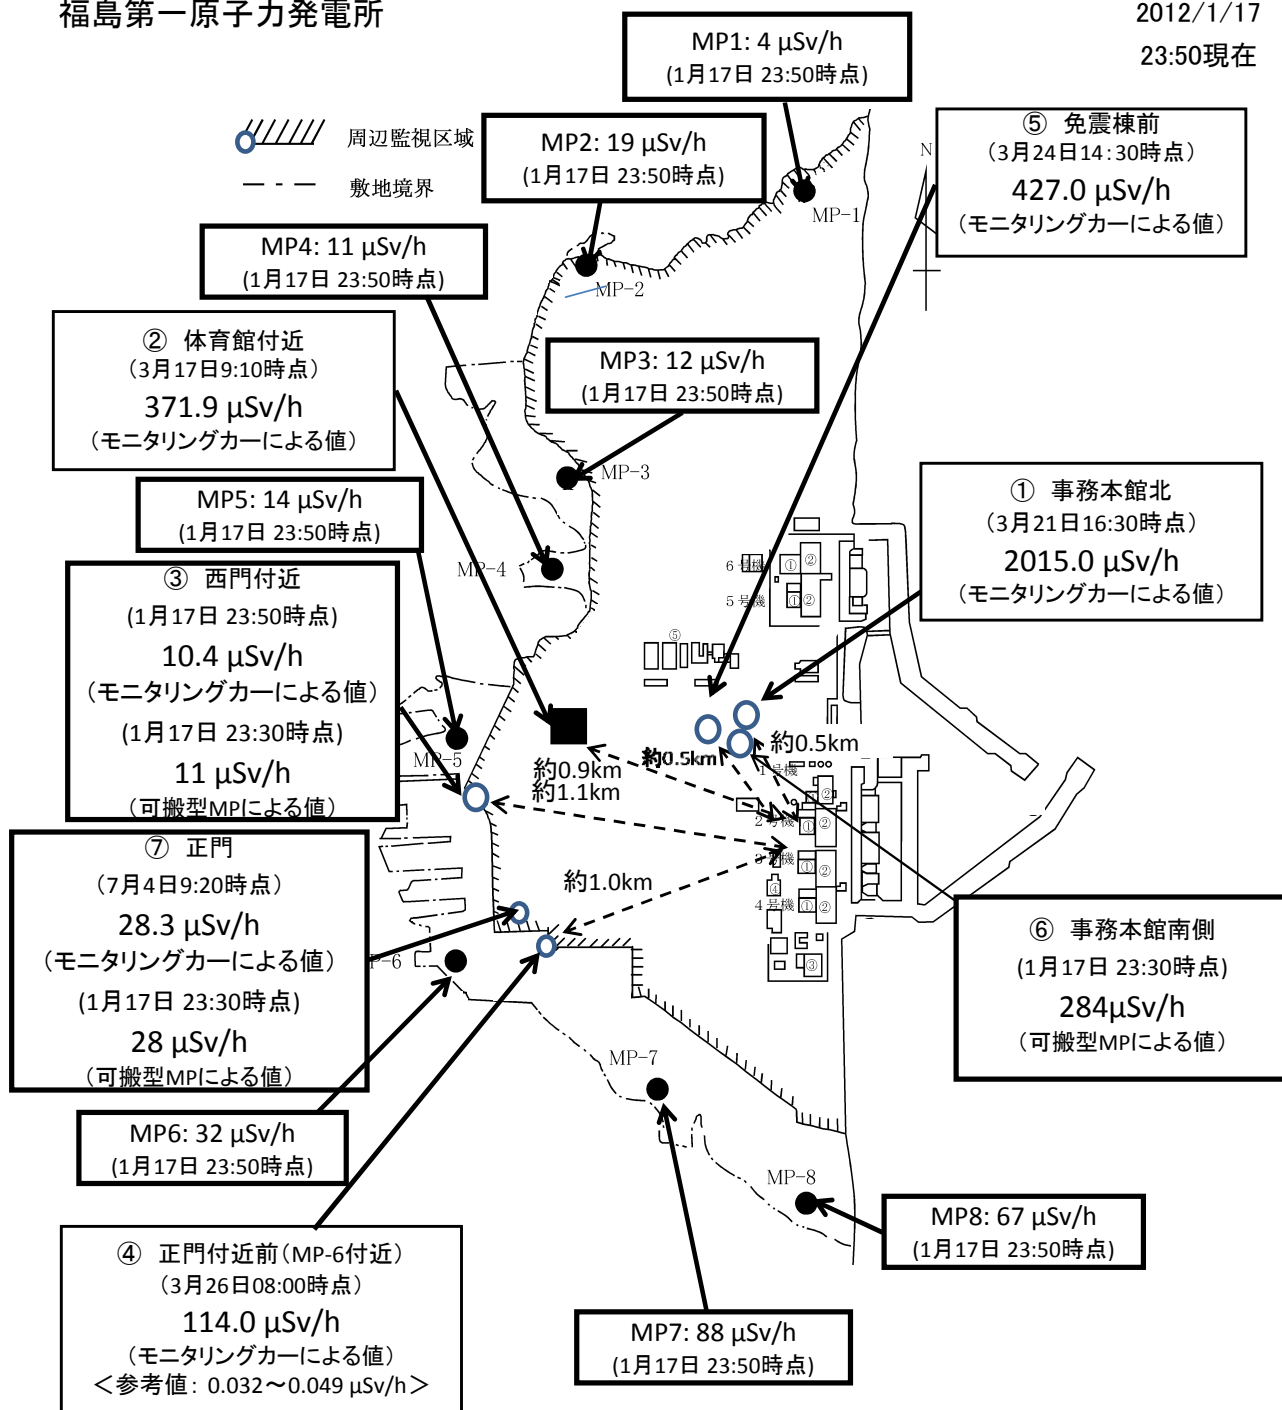 福島第一原子力発電所
2012/1/17
23:50現在
周辺監視区域
敷地境界
MP1: 4 μSv/h
(1月17日 23:50時点)
MP2: 19 μSv/h
(1月17日 23:50時点)
⑤ 免震棟前
(3月24日14:30時点)
427.0 μSv/h
(モニタリングカーによる値)
N
MP-1
MP4: 11 μSv/h
(1月17日 23:50時点)
MP-2
② 体育館付近
(3月17日9:10時点)
371.9 μSv/h
(モニタリングカーによる値)
MP3: 12 μSv/h
(1月17日 23:50時点)
MP-3
MP5: 14 μSv/h
(1月17日 23:50時点)
① 事務本館北
(3月21日16:30時点)
2015.0 μSv/h
(モニタリングカーによる値)
MP-4
6号機
① ②
5号機
① ②
⑤
③ 西門付近
(1月17日 23:50時点)
10.4 μSv/h
(モニタリングカーによる値)
(1月17日 23:30時点)
11 μSv/h
(可搬型MPによる値)
MP-5
約0.9km
約1.1km
約0.5km
約0.5km
1号機
②
2号機
① ②
3号機
① ②
④
4号機
① ②
③
約1.0km
⑦ 正門
(7月4日9:20時点)
28.3 μSv/h
(モニタリングカーによる値)
(1月17日 23:30時点)
28 μSv/h
(可搬型MPによる値)
P-6
⑥ 事務本館南側
(1月17日 23:30時点)
284μSv/h
(可搬型MPによる値)
MP-7
MP6: 32 μSv/h
(1月17日 23:50時点)
MP-8
MP8: 67 μSv/h
(1月17日 23:50時点)
④ 正門付近前(MP-6付近)
(3月26日08:00時点)
114.0 μSv/h
(モニタリングカーによる値)
<参考値: 0.032~0.049 μSv/h>
MP7: 88 μSv/h
(1月17日 23:50時点)